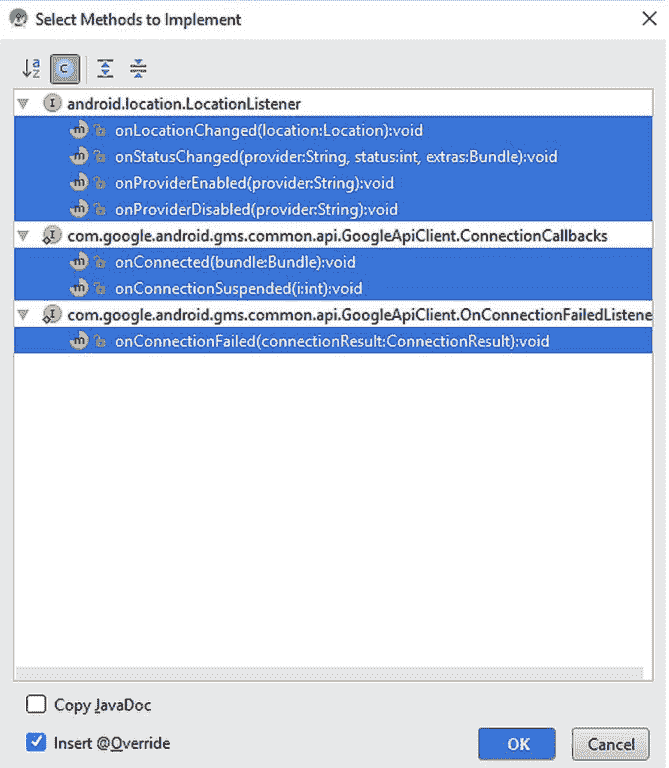 Select Methods to Implement
android.location.LocationListener
onLocationChanged(location:Location):void
onStatusChanged(provider:String, status:int, extras:Bundle):void
onProviderEnabled(provider:String):void
onProviderDisabled(provider:String):void
com.google.android.gms.common.api.GoogleApiClient.ConnectionCallbacks
onConnected(bundle:Bundle):void
onConnectionSuspended(i:int):void
com.google.android.gms.common.api.GoogleApiClient.OnConnectionFailedListene
onConnectionFailed(connectionResult:ConnectionResult):void
Copy JavaDoc
Insert @Override
OK Cancel